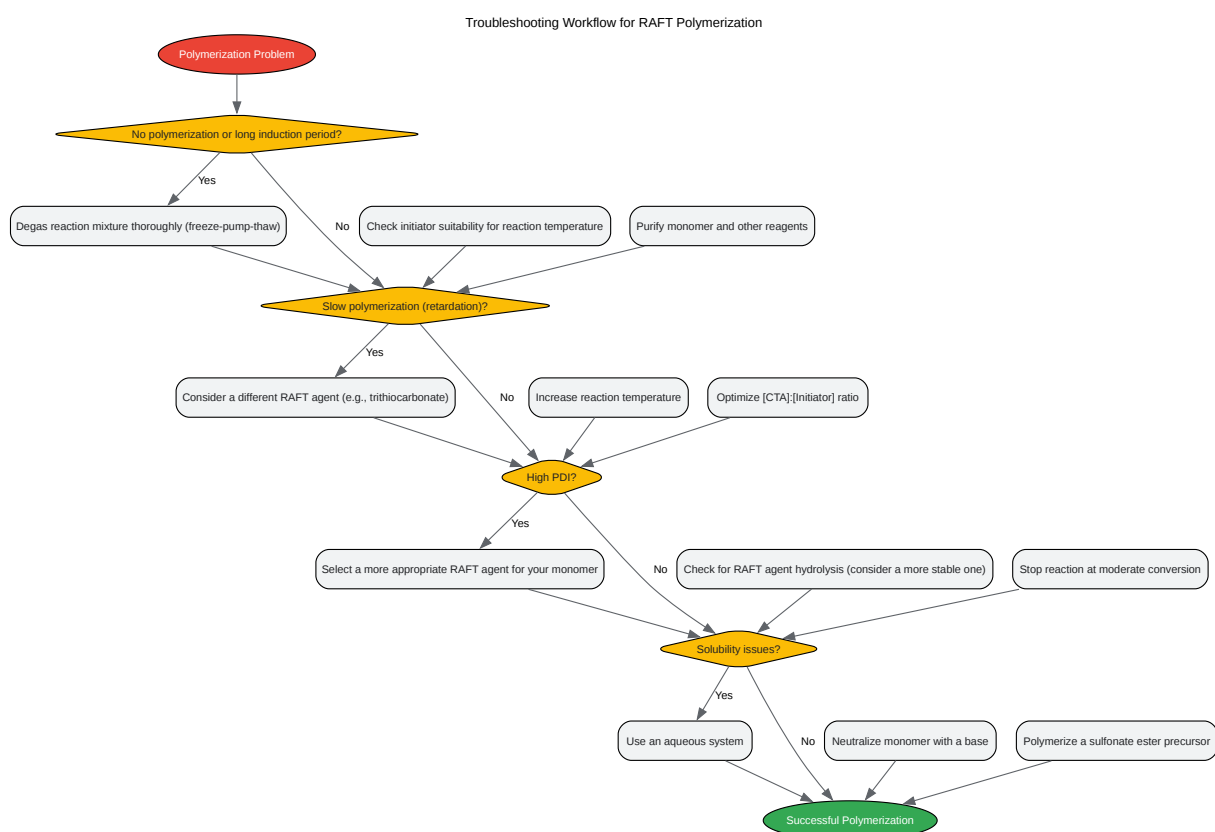 Troubleshooting Workflow for RAFT Polymerization
Polymerization Problem
No polymerization or long induction period?
Yes
Degas reaction mixture thoroughly (freeze-pump-thaw)
No
Check initiator suitability for reaction temperature
Purify monomer and other reagents
Slow polymerization (retardation)?
Yes
Consider a different RAFT agent (e.g., trithiocarbonate)
No
Increase reaction temperature
Optimize [CTA]:[Initiator] ratio
High PDI?
Yes
Select a more appropriate RAFT agent for your monomer
No
Check for RAFT agent hydrolysis (consider a more stable one)
Stop reaction at moderate conversion
Solubility issues?
Yes
Use an aqueous system
No
Neutralize monomer with a base
Polymerize a sulfonate ester precursor
Successful Polymerization